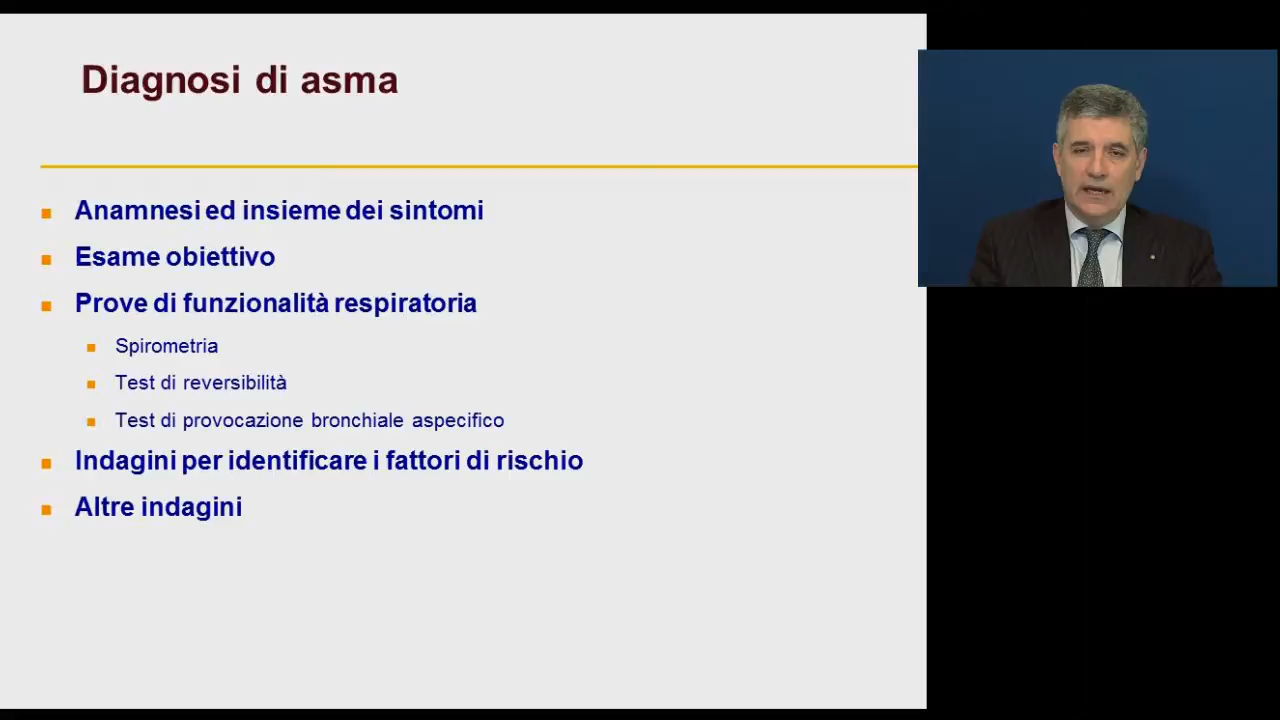 Diagnosi di asma
Anamnesi ed insieme dei sintomi
Esame obiettivo
Prove di funzionalità respiratoria
Spirometria
Test di reversibilità
Test di provocazione bronchiale aspecifico
Indagini per identificare i fattori di rischio
Altre indagini